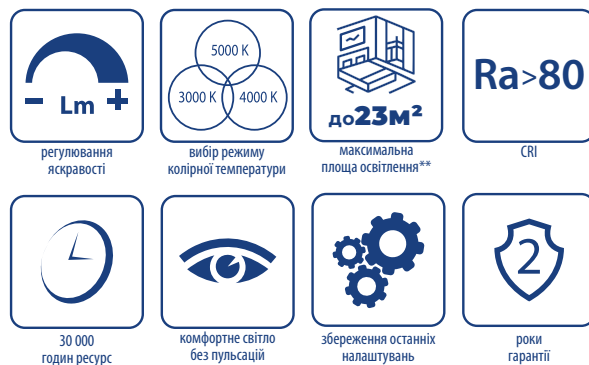 - Lm +
регулювання
яскравості
5000 K
3000 K
4000 K
вибір режиму
колірної температури
до23м²
максимальна
площа освітлення**
Ra>80
CRI
30 000
годин ресурс
комфортне світло
без пульсацій
збереження останніх
налаштувань
2
роки
гарантії